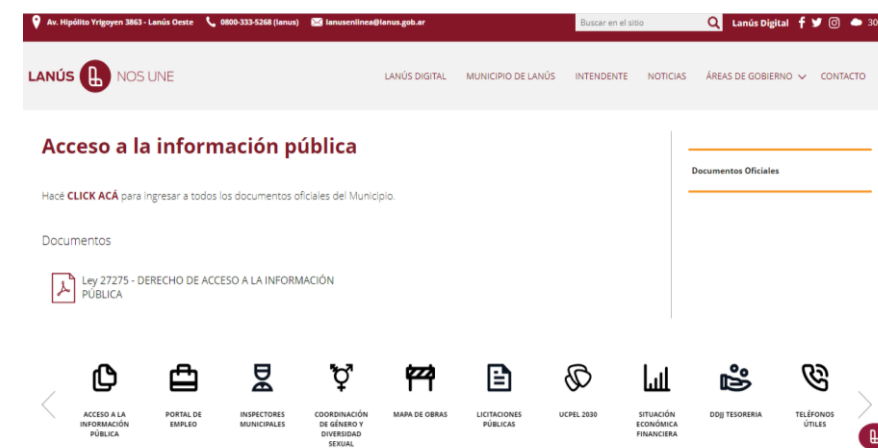 Av. Hipólito Yrigoyen 3863 - Lanús Oeste 0800-333-5268 (lanus) lanusenlinea@lanus.gob.ar Buscar en el sitio Lanús Digital 30
LANÚS NOS UNE LANÚS DIGITAL MUNICIPIO DE LANÚS INTENDENTE NOTICIAS ÁREAS DE GOBIERNO CONTACTO
Acceso a la información pública
Hacé CLICK ACÁ para ingresar a todos los documentos oficiales del Municipio.
Documentos
Ley 27275 - DERECHO DE ACCESO A LA INFORMACIÓN
PÚBLICA
Documentos Oficiales
ACCESO A LA
INFORMACIÓN
PÚBLICA
PORTAL DE
EMPLEO
INSPECTORES
MUNICIPALES
COORDINACIÓN
DE GÉNERO Y
DIVERSIDAD
SEXUAL
MAPA DE OBRAS
LICITACIONES
PÚBLICAS
UCPEL 2030
SITUACIÓN
ECONÓMICA
FINANCIERA
DDJJ TESORERIA
TELÉFONOS
ÚTILES